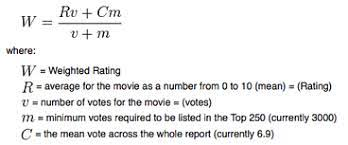 W = Rv + Cm / v + m
where:
W = Weighted Rating
R = average for the movie as a number from 0 to 10 (mean) = (Rating)
v = number of votes for the movie = (votes)
m = minimum votes required to be listed in the Top 250 (currently 3000)
C = the mean vote across the whole report (currently 6.9)